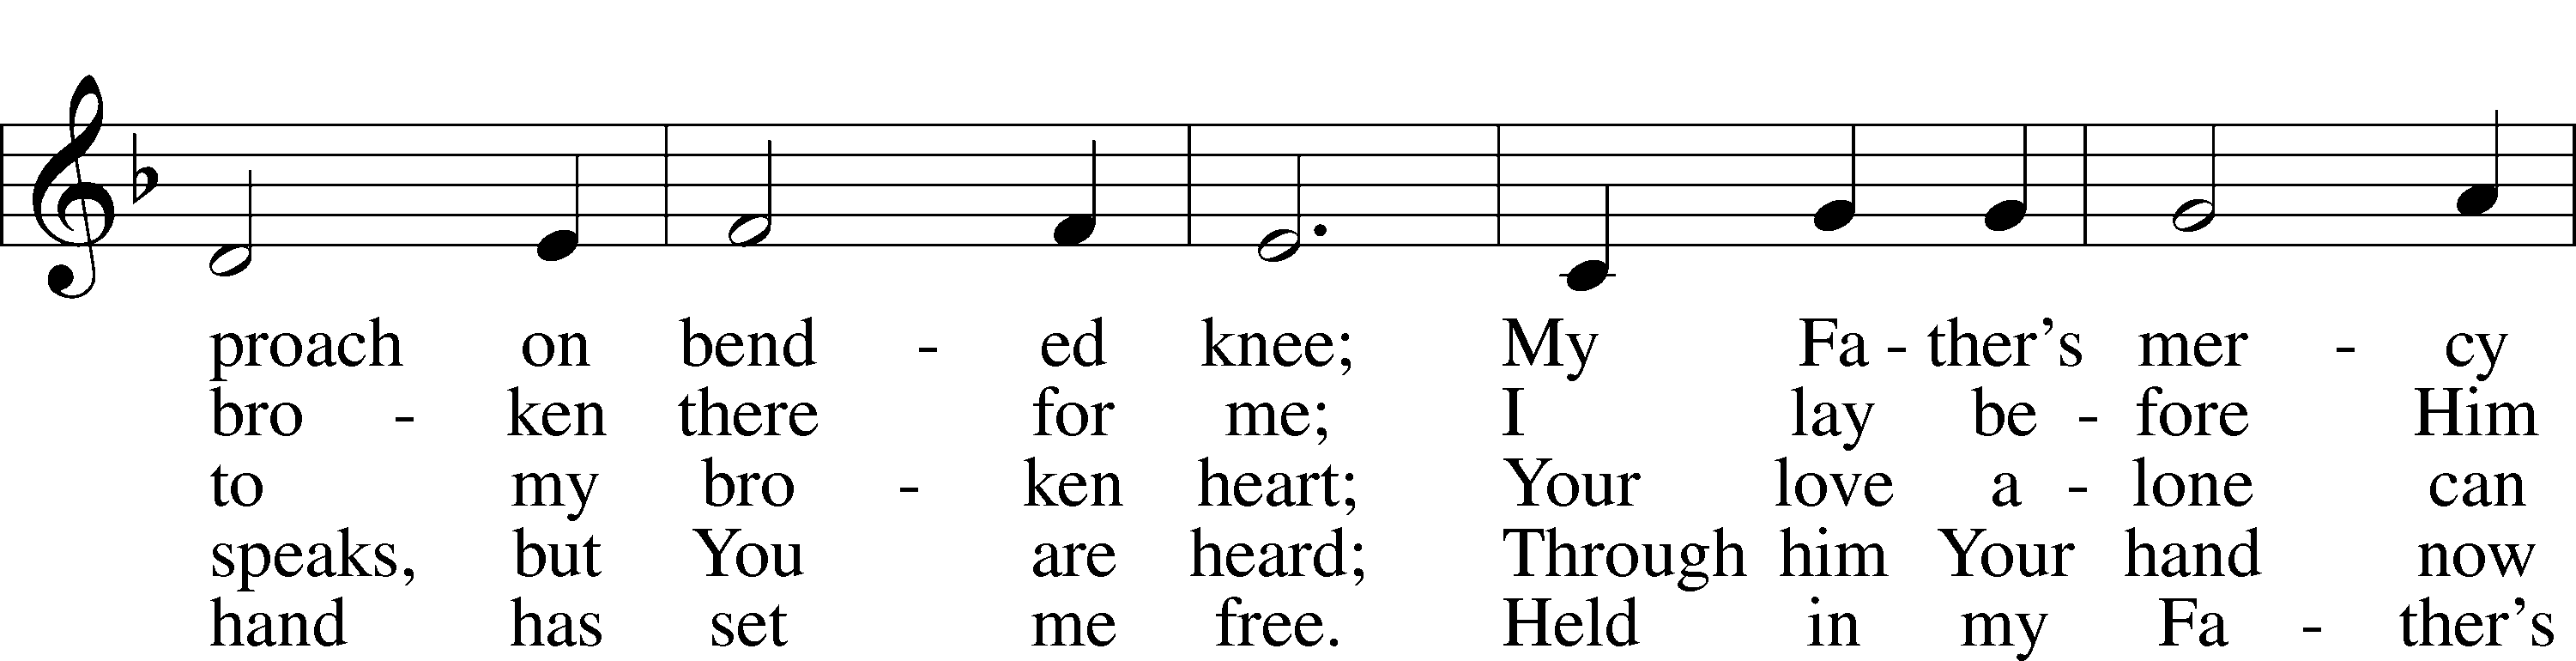 proach on bend - ed knee; My Fa - ther's mer - cy
bro - ken there for me; I lay be - fore Him
to my bro - ken heart; Your love a - lone can
speaks, but You are heard; Through him Your hand now
hand has set me free. Held in my Fa - ther's